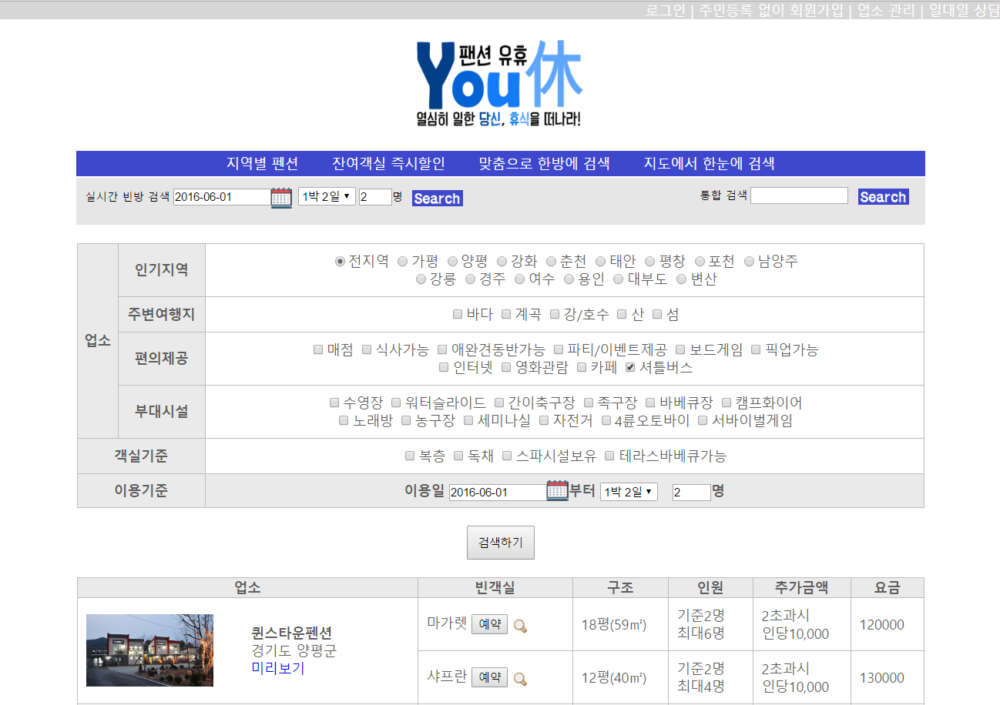 로그인 | 주민등록 없이 회원가입 | 업소 관리 | 일대일 상담
팬션 유휴
You休
열심히 일한 당신, 휴식을 떠나라!
지역별 펜션 잔여객실 즉시할인 맞춤으로 한방에 검색 지도에서 한눈에 검색
실시간 빈방 검색 2016-06-01 1박 2일 2 명 Search 통합 검색 Search
업소
인기지역
전지역 가평 양평 강화 춘천 태안 평창 포천 남양주
강릉 경주 여수 용인 대부도 변산
주변여행지 바다 계곡 강/호수 산 섬
편의제공
매점 식사가능 애완견동반가능 파티/이벤트제공 보드게임 픽업가능
인터넷 영화관람 카페 셔틀버스
부대시설
수영장 워터슬라이드 간이축구장 족구장 바베큐장 캠프화이어
노래방 농구장 세미나실 자전거 4륜오토바이 서바이벌게임
객실기준 복층 독채 스파시설보유 테라스바베큐가능
이용기준 이용일 2016-06-01 부터 1박 2일 2 명
검색하기
업소 빈객실 구조 인원 추가금액 요금
퀸스타운펜션
경기도 양평군
미리보기
마가렛 예약 18평(59㎡) 기준2명 2초과시 120000
최대6명 인당10,000
샤프란 예약 12평(40㎡) 기준2명 2초과시 130000
최대4명 인당10,000